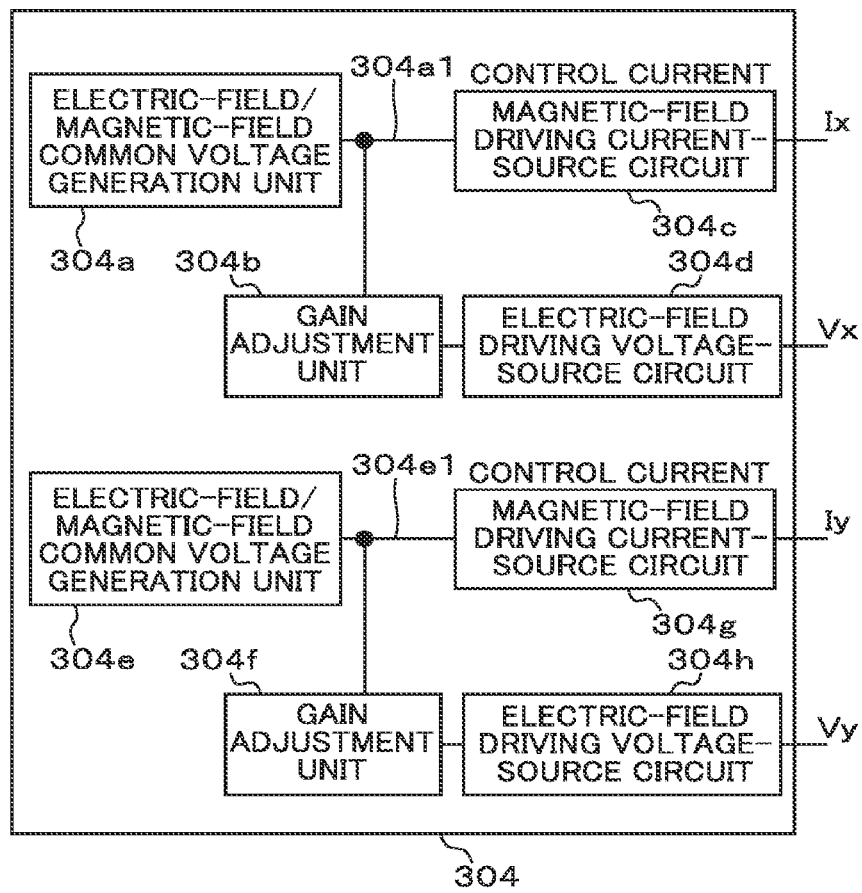 304a1
CONTROL CURRENT
ELECTRIC-FIELD/
MAGNETIC-FIELD
COMMON VOLTAGE
GENERATION UNIT
MAGNETIC-FIELD
DRIVING CURRENT-
SOURCE CIRCUIT
Ix
304a
304b
304c
304d
GAIN
ADJUSTMENT
UNIT
ELECTRIC-FIELD
DRIVING VOLTAGE-
SOURCE CIRCUIT
Vx
304e1
CONTROL CURRENT
ELECTRIC-FIELD/
MAGNETIC-FIELD
COMMON VOLTAGE
GENERATION UNIT
MAGNETIC-FIELD
DRIVING CURRENT-
SOURCE CIRCUIT
Iy
304e
304f
304g
304h
GAIN
ADJUSTMENT
UNIT
ELECTRIC-FIELD
DRIVING VOLTAGE-
SOURCE CIRCUIT
Vy
304